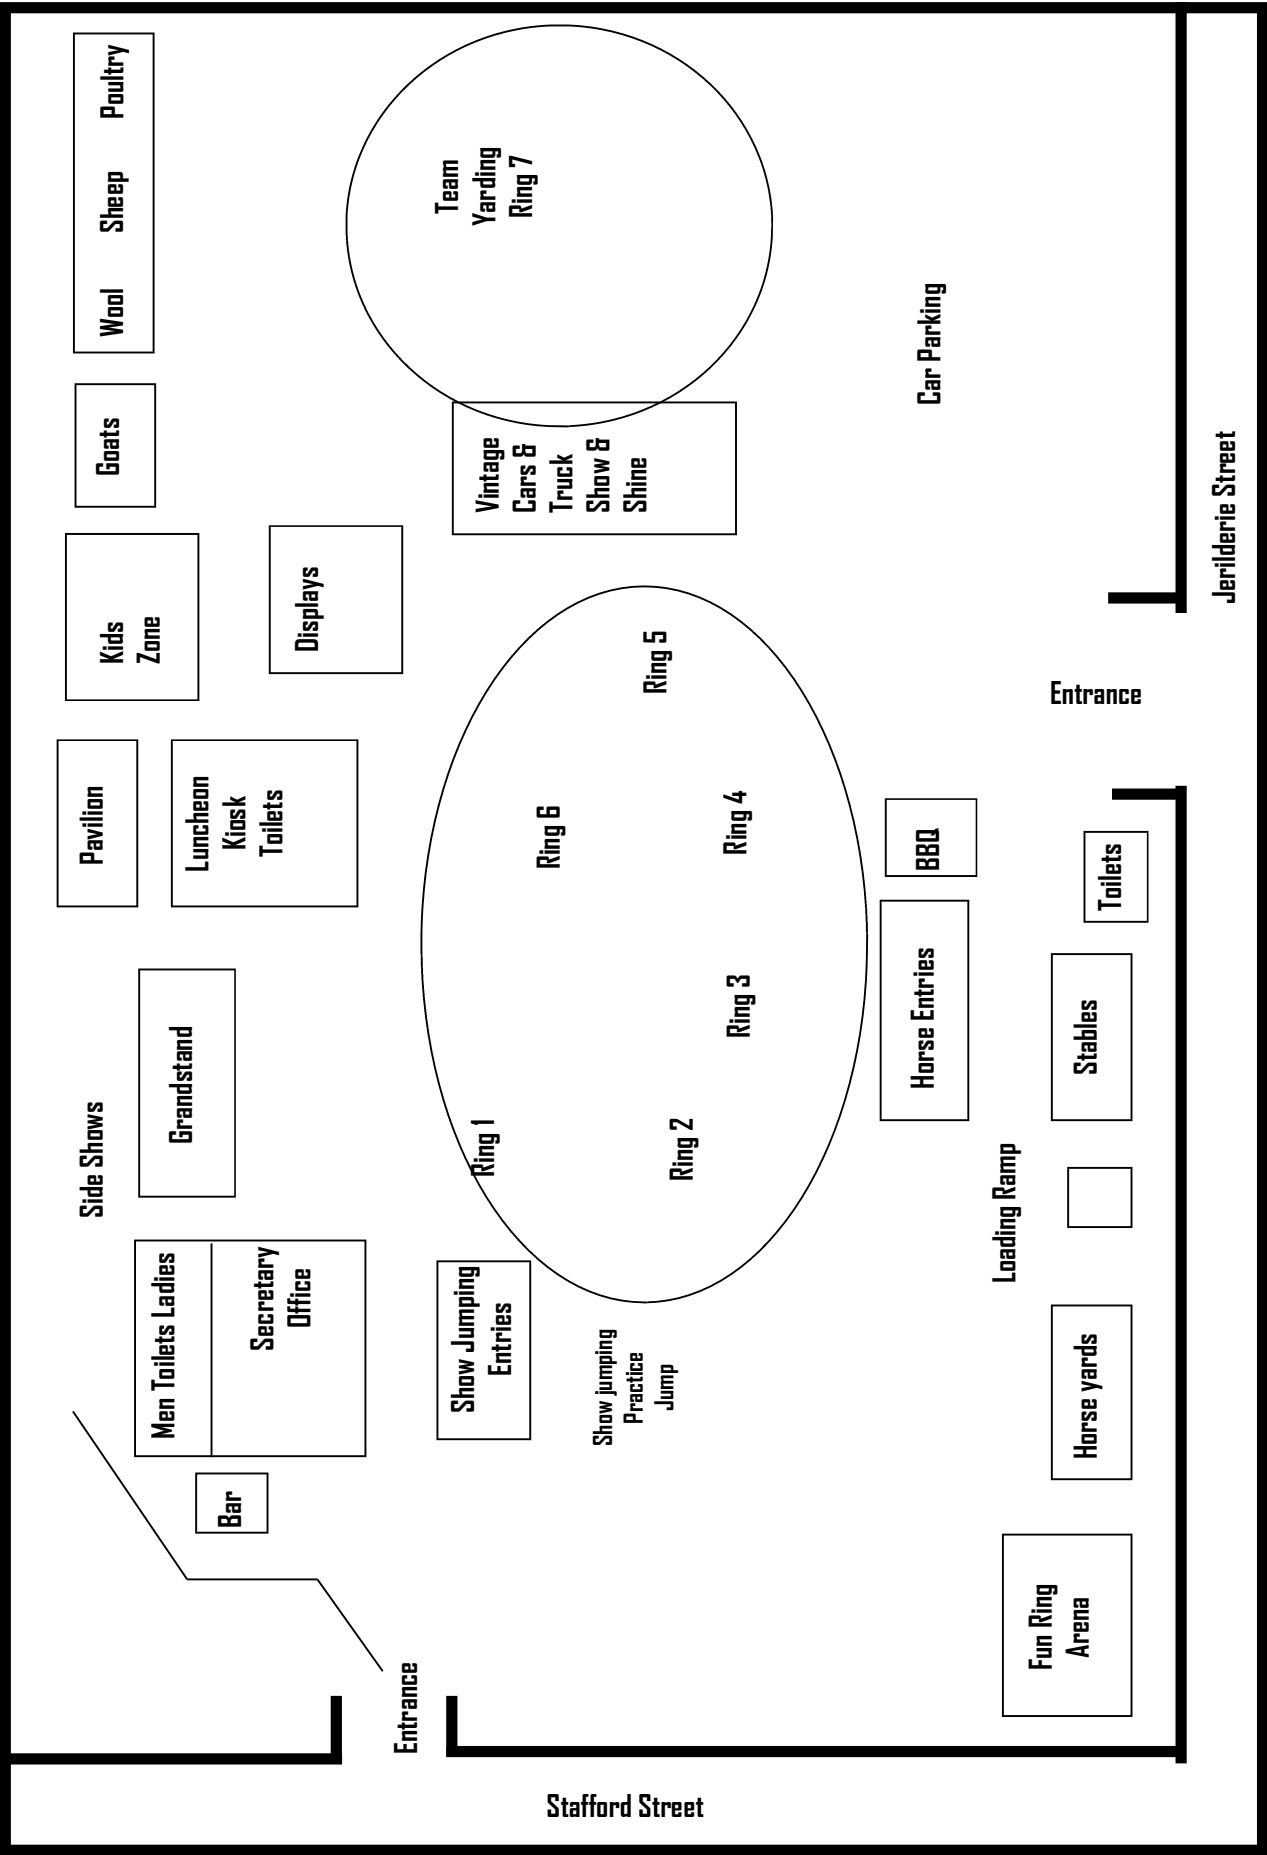 Poultry
Sheep
Wool
Team
Yarding
Ring 7
Car Parking
Goats
Vintage
Cars &
Truck
Show &
Shine
Jerilderie Street
Kids
Zone
Displays
Ring 5
Entrance
Pavilion
Luncheon
Kiosk
Toilets
Ring 6
Ring 4
BBQ
Toilets
Grandstand
Ring 3
Horse Entries
Stables
Side Shows
Ring 1
Ring 2
Loading Ramp
Men Toilets Ladies
Secretary
Office
Show Jumping
Entries
Show jumping
Practice
Jump
Horse yards
Bar
Fun Ring
Arena
Entrance
Stafford Street